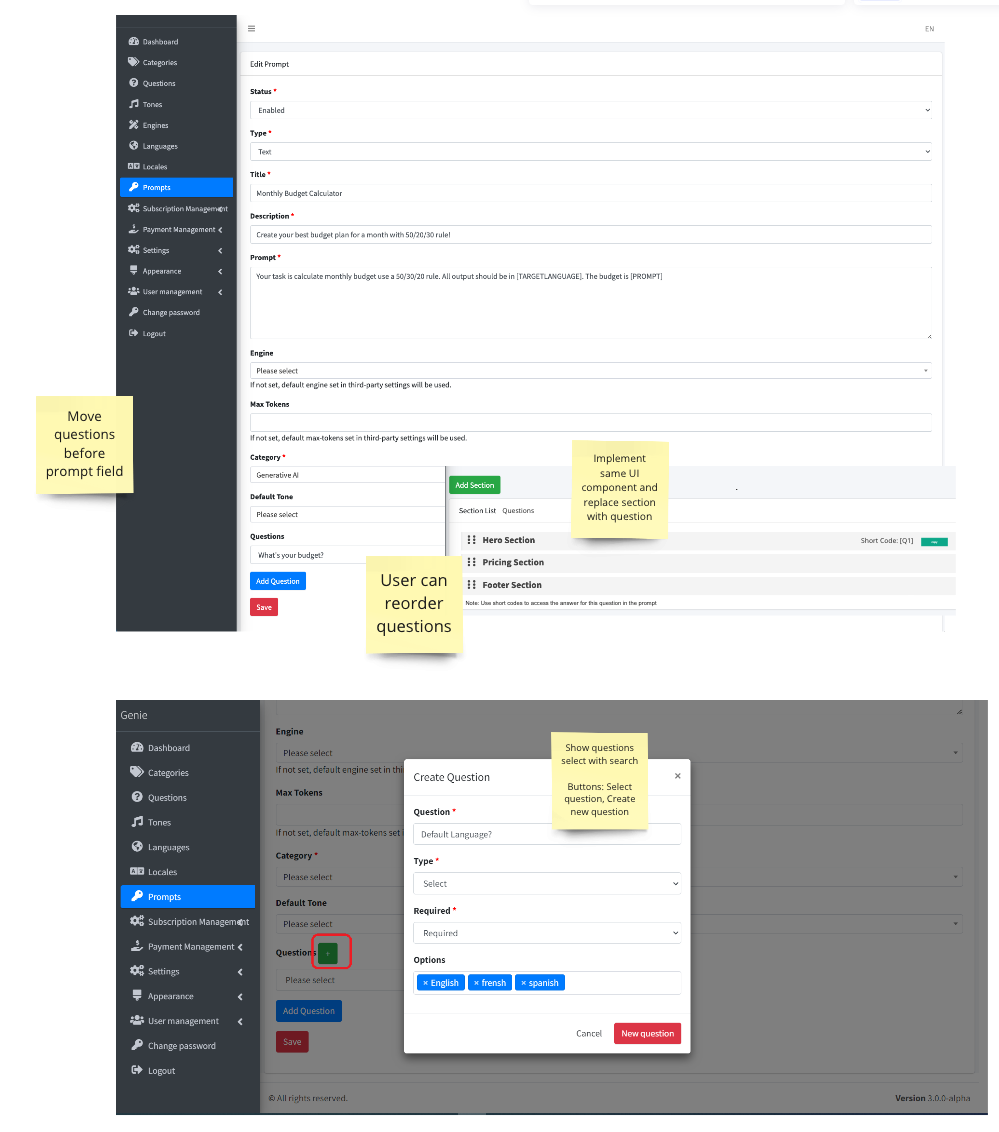 EN
Dashboard
Categories
Questions
Tones
Engines
Languages
Locales
Prompts
Subscription Management
Payment Management
Settings
Appearance
User management
Change password
Logout
Edit Prompt
Status *
Enabled
Type *
Text
Title *
Monthly Budget Calculator
Description *
Create your best budget plan for a month with 50/20/30 rule!
Prompt *
Your task is calculate monthly budget use a 50/30/20 rule. All output should be in [TARGETLANGUAGE]. The budget is [PROMPT]
Engine
Please select
If not set, default engine set in third-party settings will be used.
Max Tokens
If not set, default max-tokens set in third-party settings will be used.
Category *
Generative AI
Default Tone
Please select
Questions
What's your budget?
Add Question
Save
Move
questions
before
prompt field
Add Section
Section List Questions
Hero Section
Short Code: [Q1]
Pricing Section
Footer Section
Note: Use short codes to access the answer for this question in the prompt
Implement
same UI
component and
replace section
with question
User can
reorder
questions
Genie
Dashboard
Categories
Questions
Tones
Languages
Locales
Prompts
Subscription Management
Payment Management
Settings
Appearance
User management
Change password
Logout
Engine
Please select
If not set, default engine set in thi
Max Tokens
If not set, default max-tokens set i
Category *
Please select
Default Tone
Please select
Questions +
Please select
Add Question
Save
Create Question ×
Question *
Default Language?
Type *
Select
Required *
Required
Options
× English × frensh × spanish
Cancel New question
Show questions
select with search
Buttons: Select
question, Create
new question
© All rights reserved.
Version 3.0.0-alpha